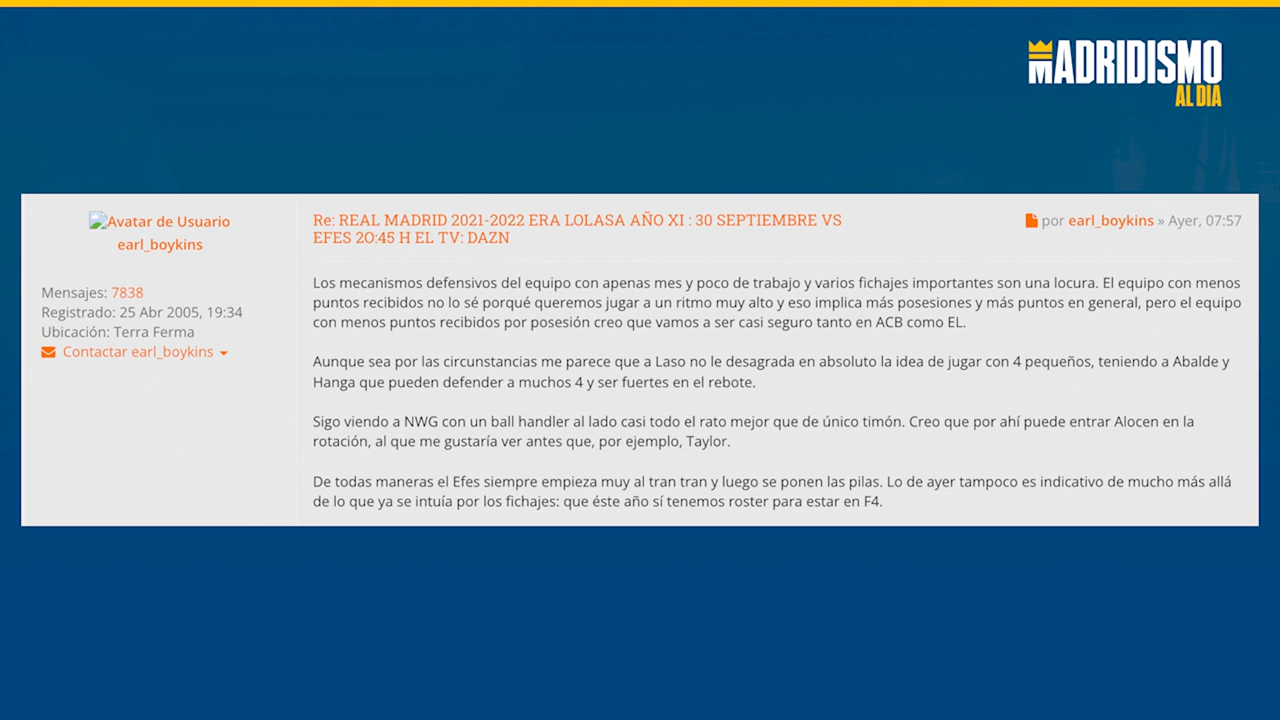 MADRIDISMO
AL DIA
Avatar de Usuario
earl_boykins
Mensajes: 7838
Registrado: 25 Abr 2005, 19:34
Ubicación: Terra Ferma
Contactar earl_boykins
Re: REAL MADRID 2021-2022 ERA LOLASA AÑO XI : 30 SEPTIEMBRE VS
EFES 2O:45 H EL TV: DAZN
por earl_boykins » Ayer, 07:57
Los mecanismos defensivos del equipo con apenas mes y poco de trabajo y varios fichajes importantes son una locura. El equipo con menos
puntos recibidos no lo sé porqué queremos jugar a un ritmo muy alto y eso implica más posesiones y más puntos en general, pero el equipo
con menos puntos recibidos por posesión creo que vamos a ser casi seguro tanto en ACB como EL.
Aunque sea por las circunstancias me parece que a Laso no le desagrada en absoluto la idea de jugar con 4 pequeños, teniendo a Abalde y
Hanga que pueden defender a muchos 4 y ser fuertes en el rebote.
Sigo viendo a NWG con un ball handler al lado casi todo el rato mejor que de único timón. Creo que por ahí puede entrar Alocen en la
rotación, al que me gustaría ver antes que, por ejemplo, Taylor.
De todas maneras el Efes siempre empieza muy al tran tran y luego se ponen las pilas. Lo de ayer tampoco es indicativo de mucho más allá
de lo que ya se intuía por los fichajes: que éste año sí tenemos roster para estar en F4.